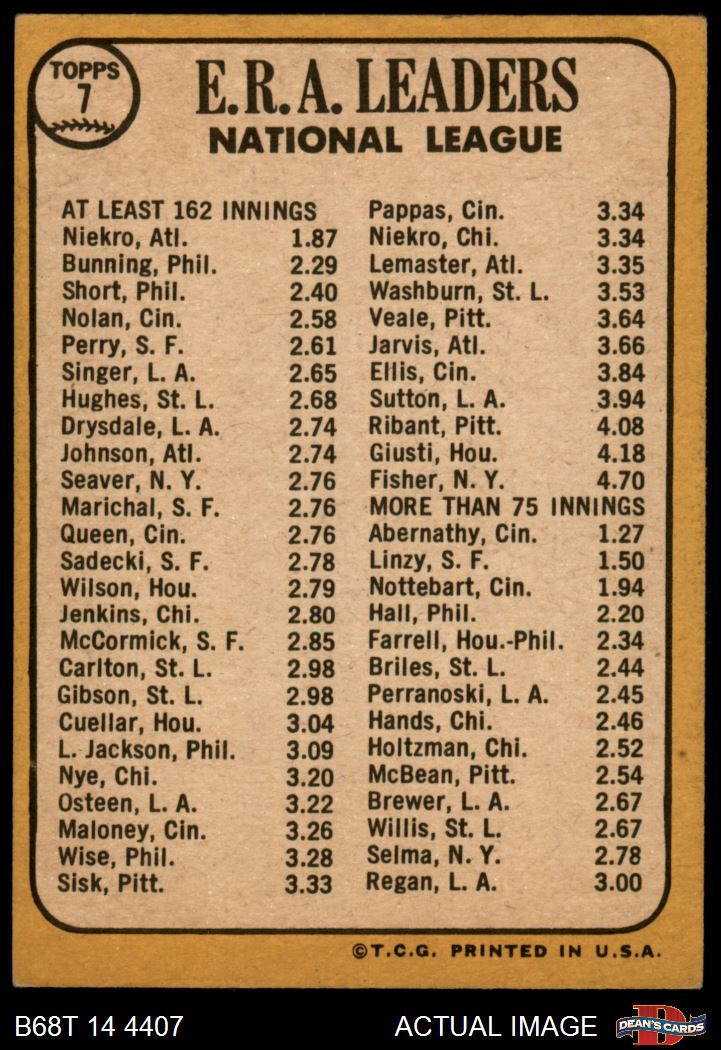 TOPPS
7
E.R.A. LEADERS
NATIONAL LEAGUE
AT LEAST 162 INNINGS
Niekro, Atl. 1.87
Bunning, Phil. 2.29
Short, Phil. 2.40
Nolan, Cin. 2.58
Perry, S. F. 2.61
Singer, L. A. 2.65
Hughes, St. L. 2.68
Drysdale, L. A. 2.74
Johnson, Atl. 2.74
Seaver, N. Y. 2.76
Marichal, S. F. 2.76
Queen, Cin. 2.76
Sadecki, S. F. 2.78
Wilson, Hou. 2.79
Jenkins, Chi. 2.80
McCormick, S. F. 2.85
Carlton, St. L. 2.98
Gibson, St. L. 2.98
Cuellar, Hou. 3.04
L. Jackson, Phil. 3.09
Nye, Chi. 3.20
Osteen, L. A. 3.22
Maloney, Cin. 3.26
Wise, Phil. 3.28
Sisk, Pitt. 3.33
Pappas, Cin. 3.34
Niekro, Chi. 3.34
Lemaster, Atl. 3.35
Washburn, St. L. 3.53
Veale, Pitt. 3.64
Jarvis, Atl. 3.66
Ellis, Cin. 3.84
Sutton, L. A. 3.94
Ribant, Pitt. 4.08
Giusti, Hou. 4.18
Fisher, N. Y. 4.70
MORE THAN 75 INNINGS
Abernathy, Cin. 1.27
Linzy, S. F. 1.50
Nottebart, Cin. 1.94
Hall, Phil. 2.20
Farrell, Hou.-Phil. 2.34
Briles, St. L. 2.44
Perranoski, L. A. 2.45
Hands, Chi. 2.46
Holtzman, Chi. 2.52
McBean, Pitt. 2.54
Brewer, L. A. 2.67
Willis, St. L. 2.67
Selma, N. Y. 2.78
Regan, L. A. 3.00
©T.C.G. PRINTED IN U.S.A.
B68T 14 4407
ACTUAL IMAGE
D
DEAN'S CARDS